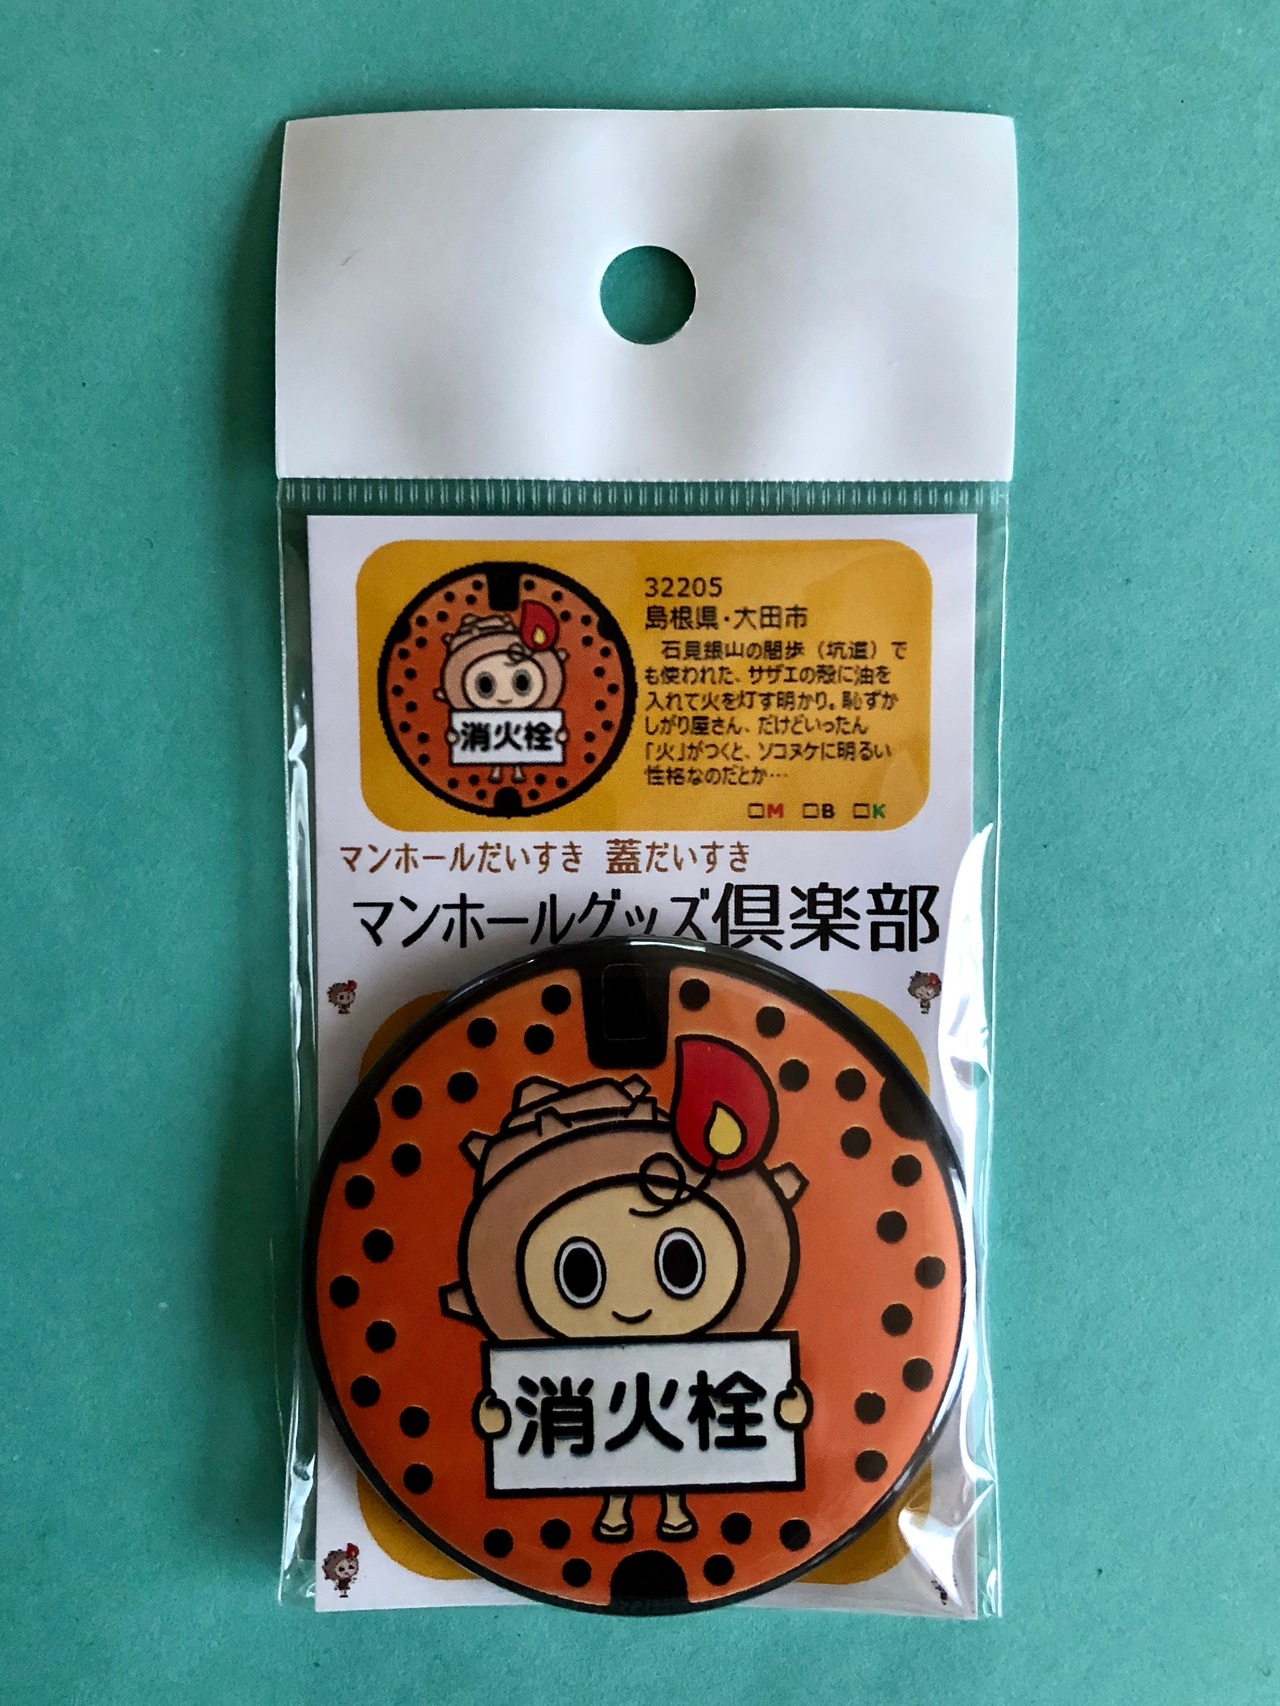 32205
島根県・大田市
石見銀山の間歩（坑道）で
も使われた、サザエの殻に油を
入れて火を灯す明かり。恥ずか
しがり屋さん、だけどいったん
「火」がつくと、ソコヌケに明るい
性格なのだとか…
□M □B □K
消火栓
マンホールだいすき 蓋だいすき
マンホールグッズ倶楽部
消火栓